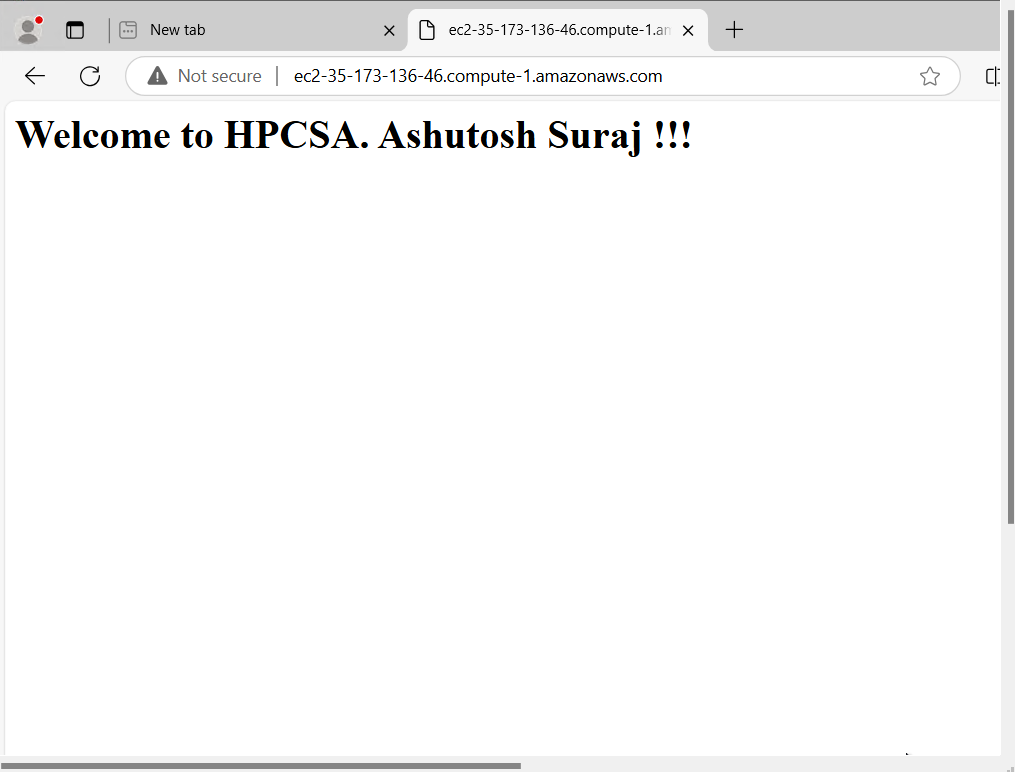 New tab
ec2-35-173-136-46.compute-1.am
Not secure
ec2-35-173-136-46.compute-1.amazonaws.com
Welcome to HPCSA. Ashutosh Suraj !!!